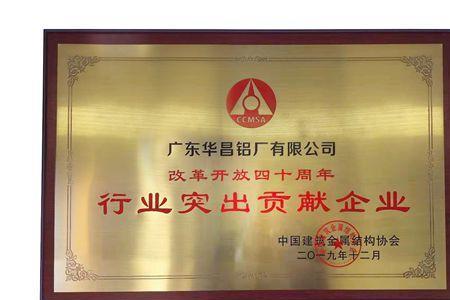 CCMSA
广东华昌铝厂有限公司
改革开放四十周年
行业突出贡献企业
中国建筑金属结构协会
二〇一九年十二月